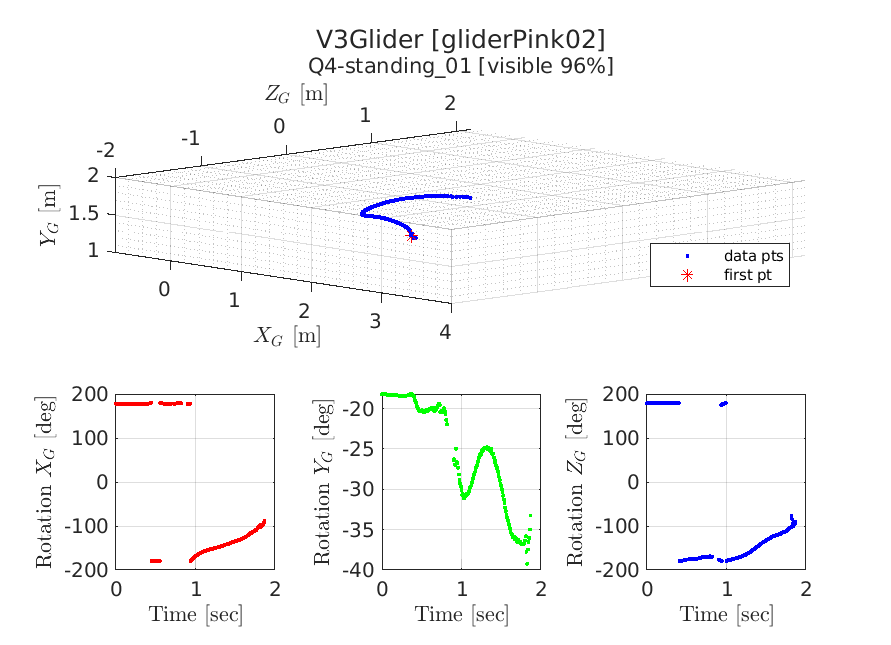 V3Glider [gliderPink02]
Q4-standing_01 [visible 96%]
Z_G [m]
-2 -1 0 1 2
Y_G [m]
2
1.5
1
0 1 2 3 4
X_G [m]
data pts
first pt
Rotation X_G [deg]
200
100
0
-100
-200
0 1 2
Time [sec]
Rotation Y_G [deg]
-20
-25
-30
-35
-40
0 1 2
Time [sec]
Rotation Z_G [deg]
200
100
0
-100
-200
0 1 2
Time [sec]